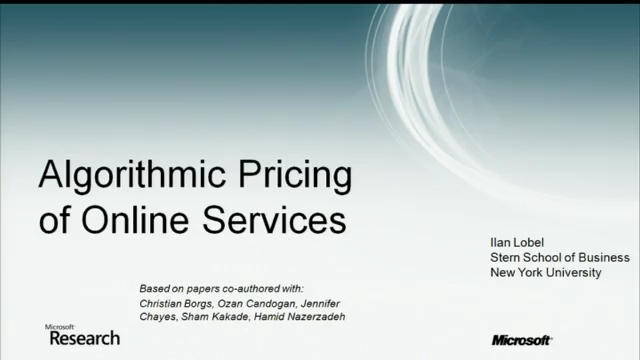 Algorithmic Pricing
of Online Services
Ilan Lobel
Stern School of Business
New York University
Based on papers co-authored with:
Christian Borgs, Ozan Candogan, Jennifer
Chayes, Sham Kakade, Hamid Nazerzadeh
Microsoft
Research
Microsoft